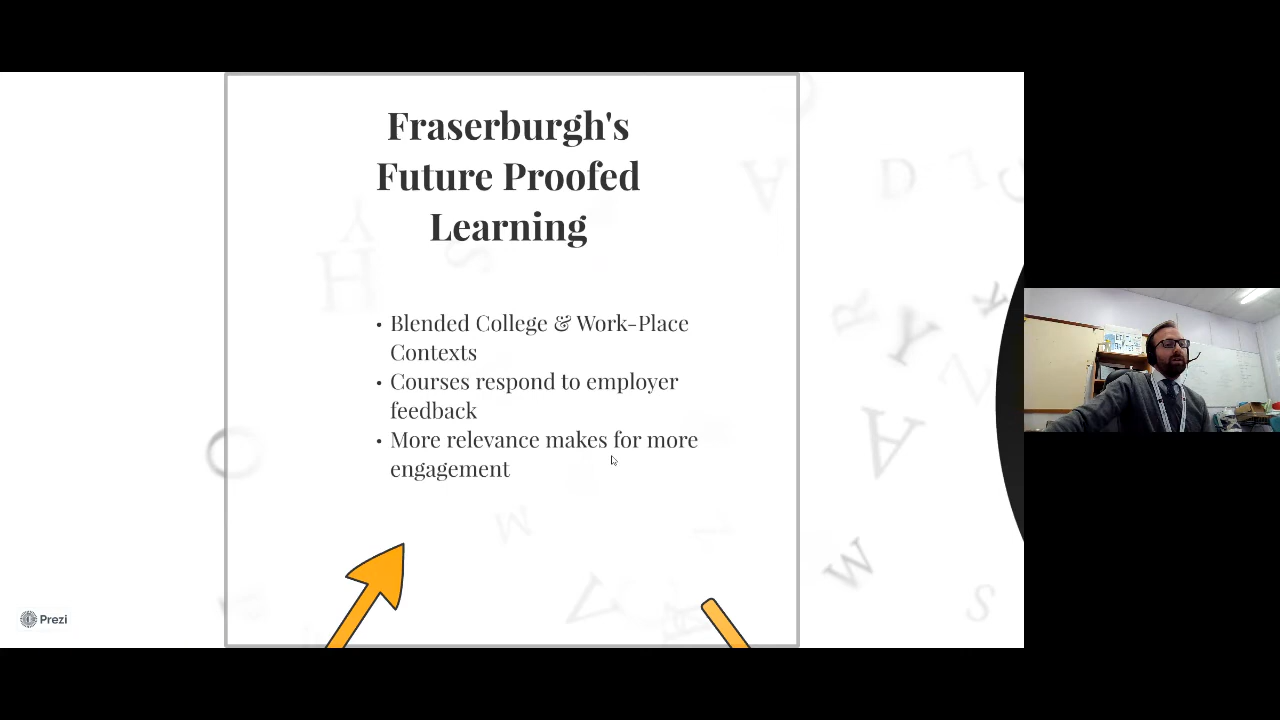 Fraserburgh's
Future Proofed
Learning
• Blended College & Work-Place
Contexts
• Courses respond to employer
feedback
• More relevance makes for more
engagement
Prezi